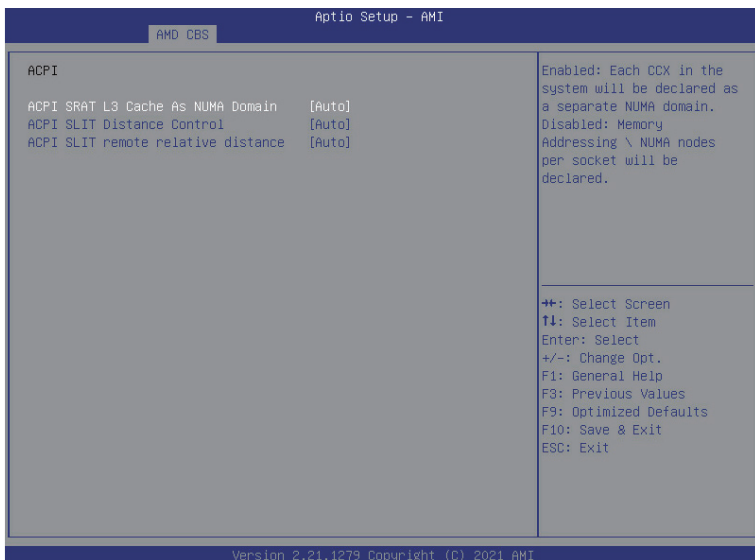 Aptio Setup – AMI
AMD CBS
ACPI
ACPI SRAT L3 Cache As NUMA Domain [Auto]
ACPI SLIT Distance Control [Auto]
ACPI SLIT remote relative distance [Auto]
Enabled: Each CCX in the
system will be declared as
a separate NUMA domain.
Disabled: Memory
Addressing \ NUMA nodes
per socket will be
declared.
→←: Select Screen
↑↓: Select Item
Enter: Select
+/-: Change Opt.
F1: General Help
F3: Previous Values
F9: Optimized Defaults
F10: Save & Exit
ESC: Exit
Version 2.21.1279 Copyright (C) 2021 AMI